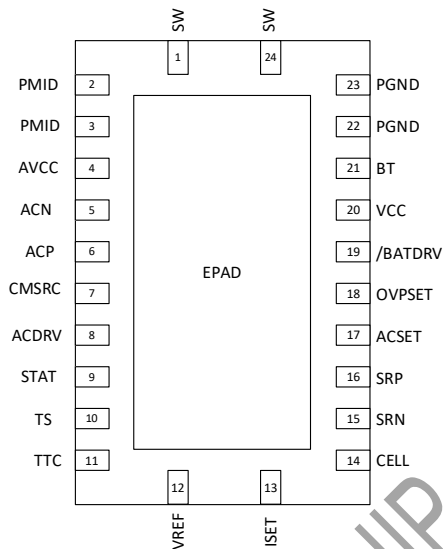 SW SW
1 24
PMID 2 23 PGND
PMID 3 22 PGND
AVCC 4 21 BT
ACN 5 20 VCC
ACP 6 19 /BATDRV
EPAD
CMSRC 7 18 OVPSET
ACDRV 8 17 ACSET
STAT 9 16 SRP
TS 10 15 SRN
TTC 11 14 CELL
12 13
VREF ISET